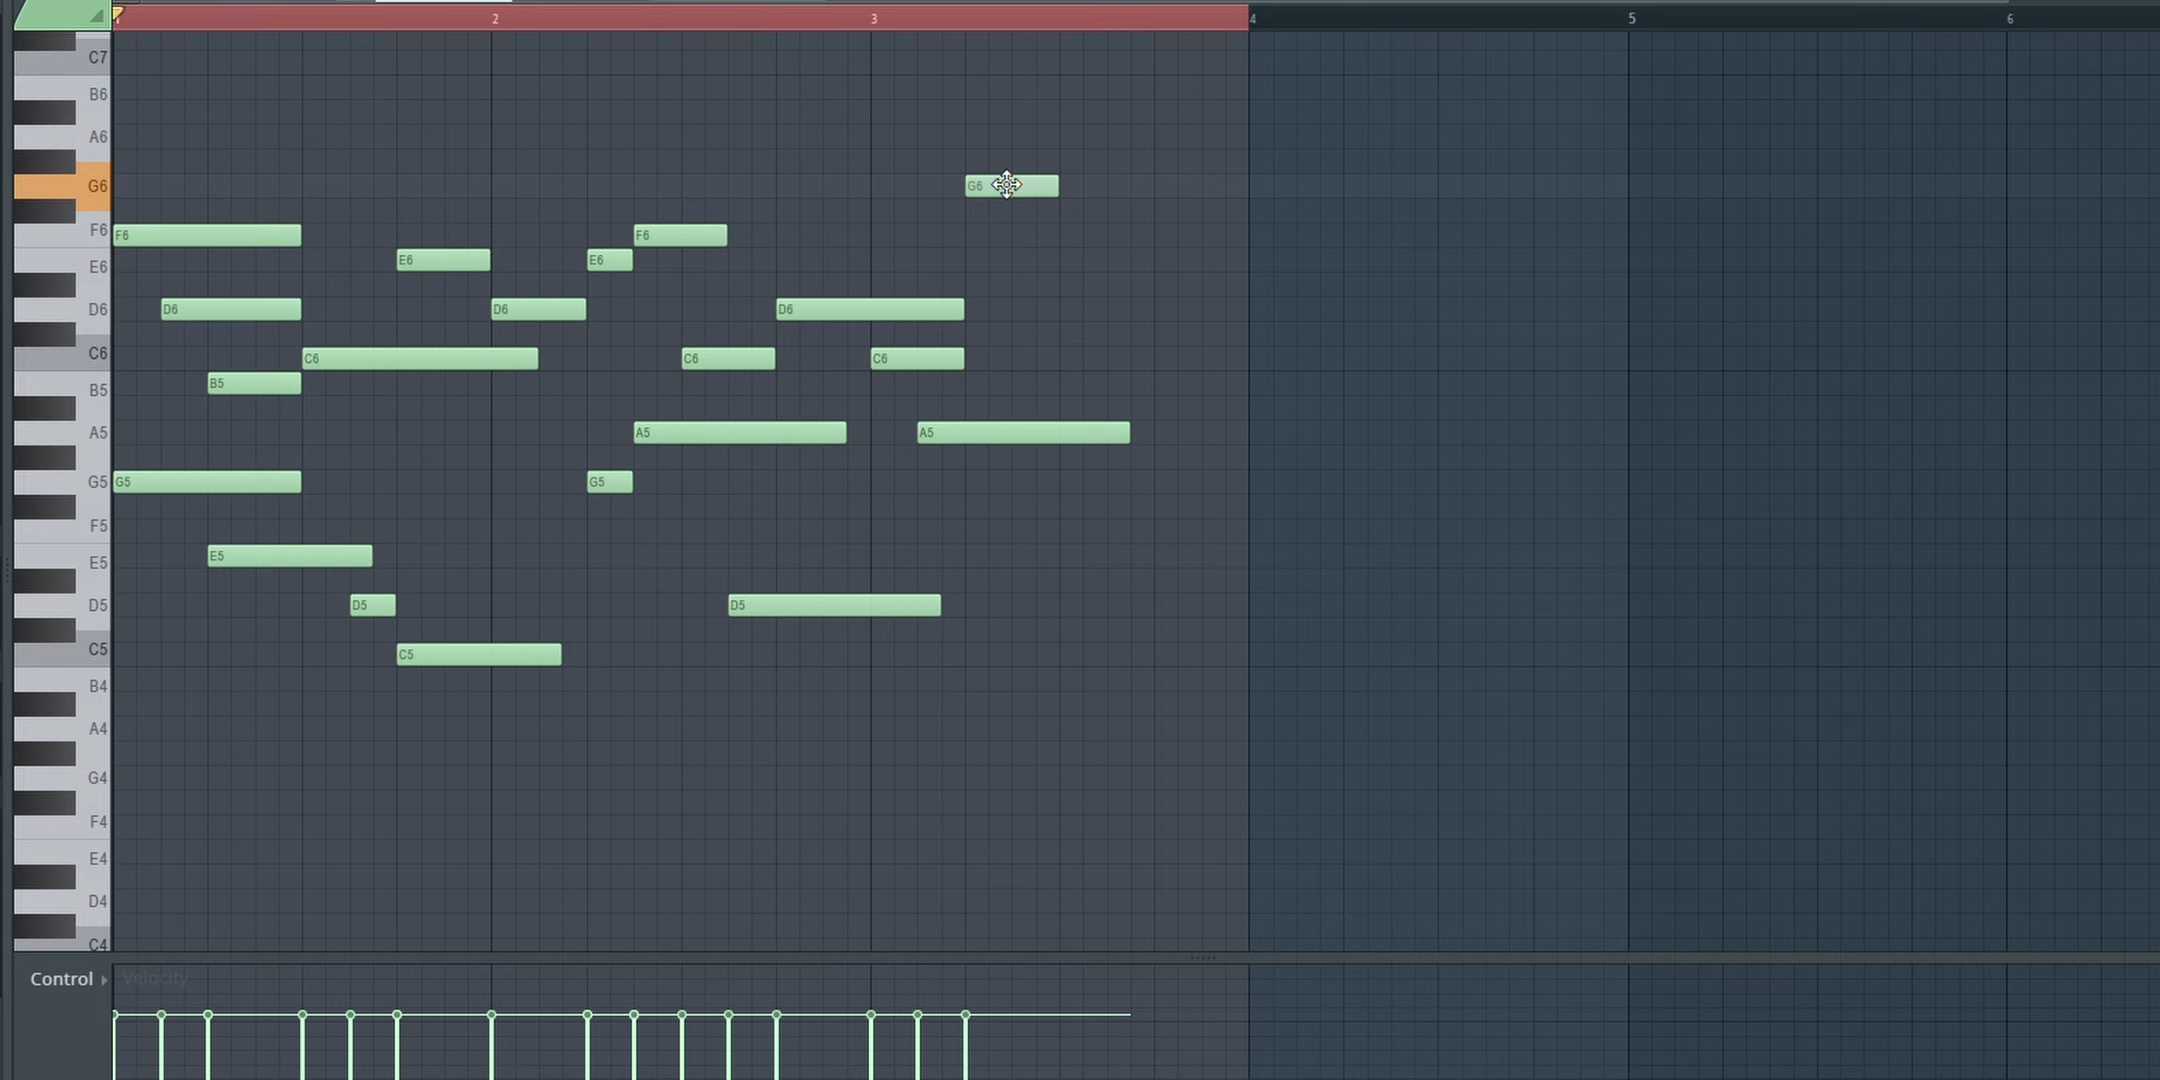 1 2 3 4 5 6
C7
B6
A6
G6 G6
F6 F6 F6
E6 E6 E6
D6 D6 D6 D6
C6 C6 C6 C6
B5 B5
A5 A5 A5
G5 G5 G5
F5
E5 E5
D5 D5 D5
C5 C5
B4
A4
G4
F4
E4
D4
C4
Control Velocity